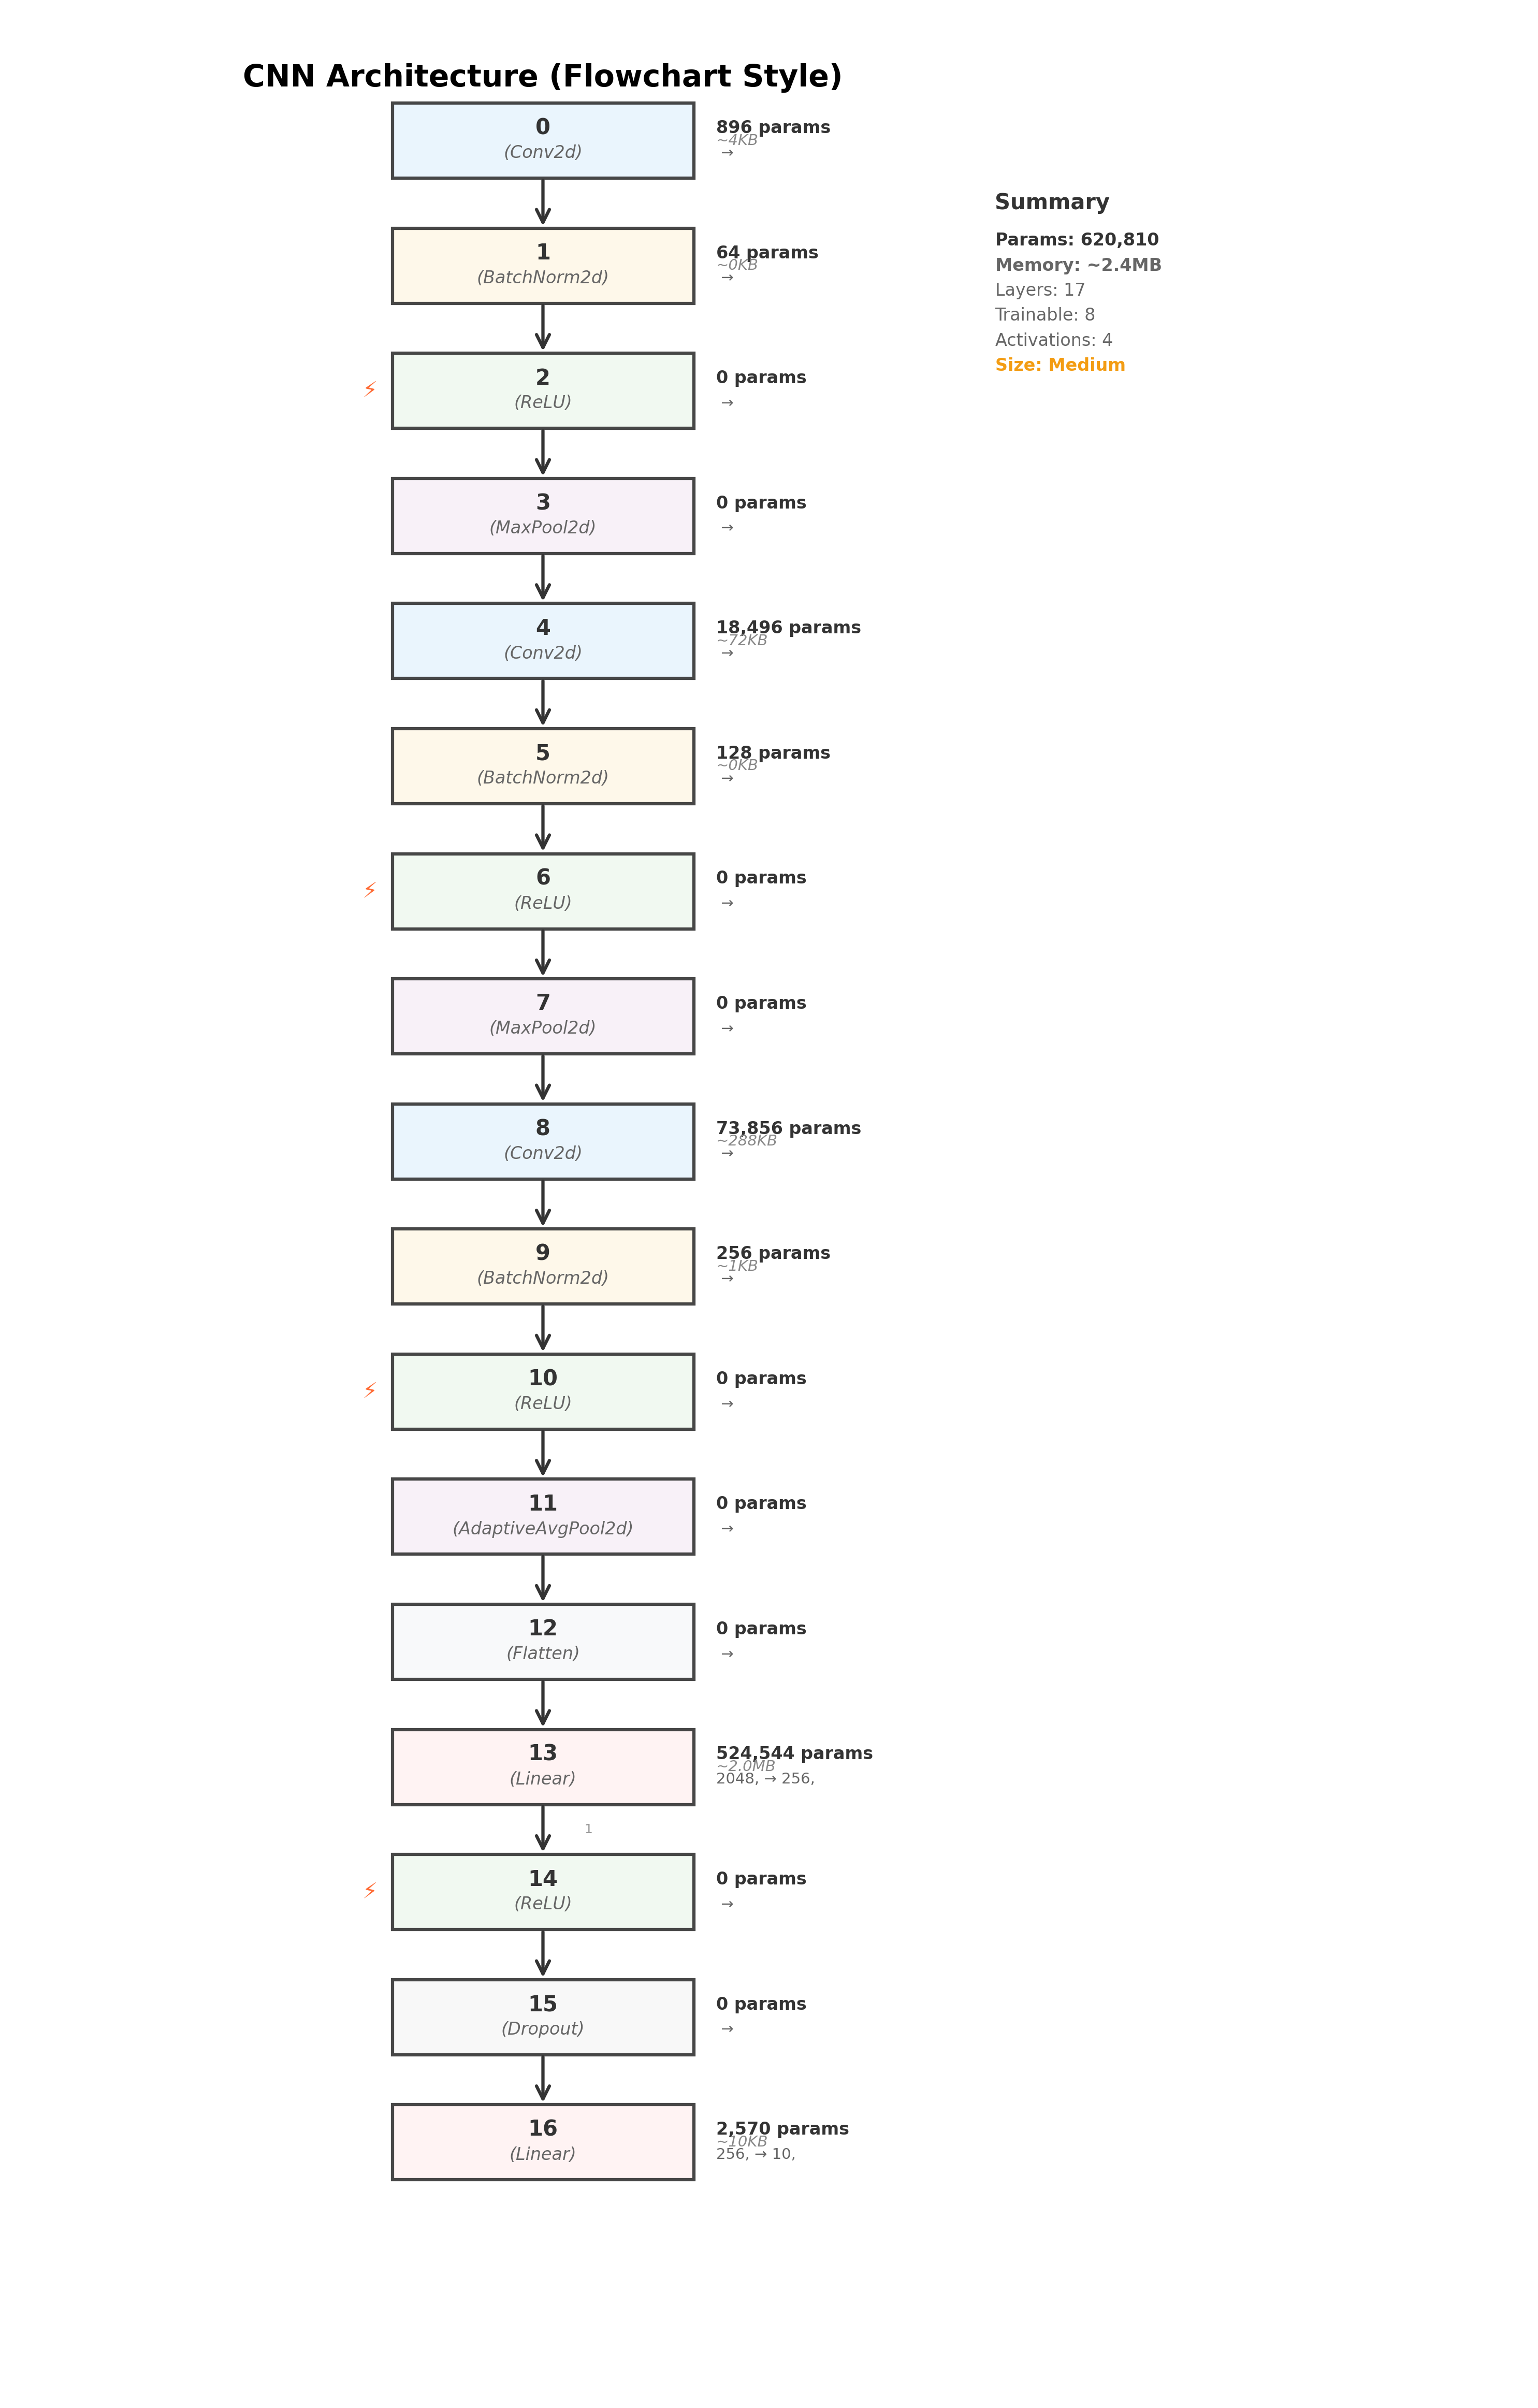 CNN Architecture (Flowchart Style)
0
(Conv2d)
896 params
~4KB
→
Summary
Params: 620,810
Memory: ~2.4MB
Layers: 17
Trainable: 8
Activations: 4
Size: Medium
1
(BatchNorm2d)
64 params
~0KB
→
⚡
2
(ReLU)
0 params
→
3
(MaxPool2d)
0 params
→
4
(Conv2d)
18,496 params
~72KB
→
5
(BatchNorm2d)
128 params
~0KB
→
⚡
6
(ReLU)
0 params
→
7
(MaxPool2d)
0 params
→
8
(Conv2d)
73,856 params
~288KB
→
9
(BatchNorm2d)
256 params
~1KB
→
⚡
10
(ReLU)
0 params
→
11
(AdaptiveAvgPool2d)
0 params
→
12
(Flatten)
0 params
→
13
(Linear)
524,544 params
~2.0MB
2048, → 256,
1
⚡
14
(ReLU)
0 params
→
15
(Dropout)
0 params
→
16
(Linear)
2,570 params
~10KB
256, → 10,